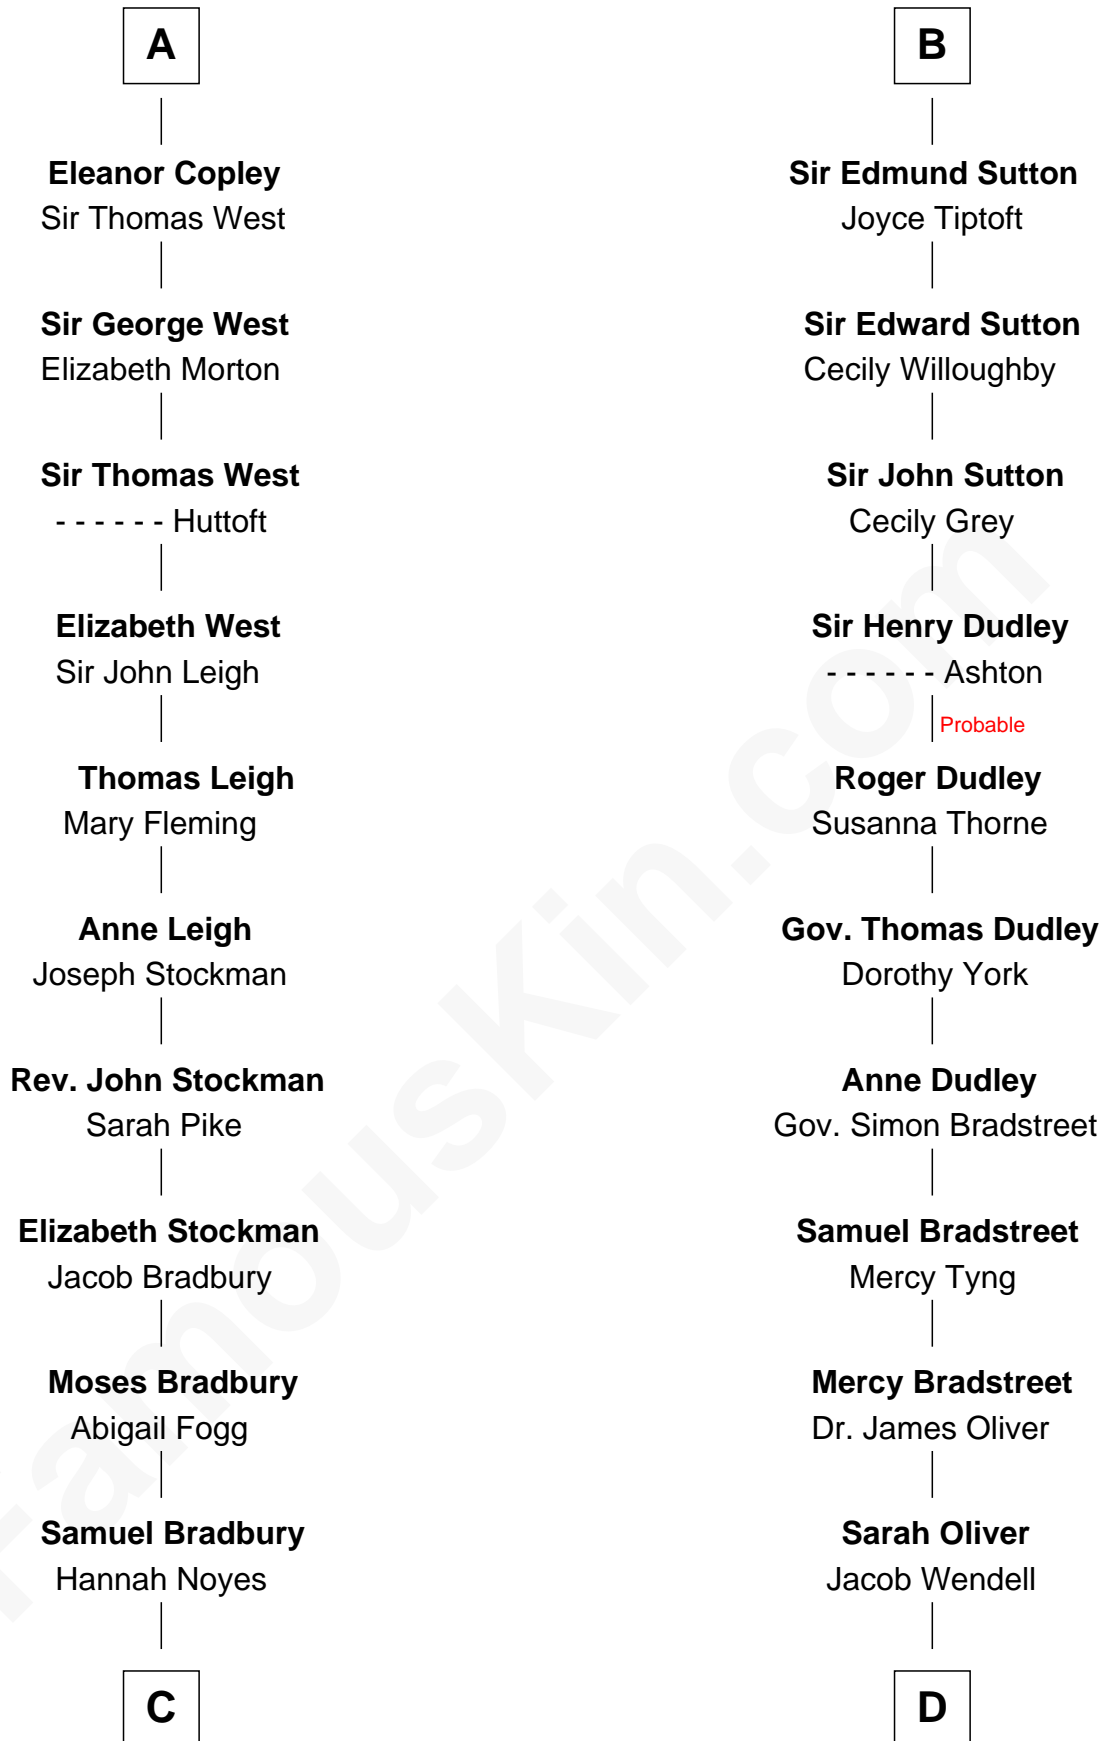 A
Eleanor Copley
Sir Thomas West
Sir George West
Elizabeth Morton
Sir Thomas West
- - - - - - Huttoft
Elizabeth West
Sir John Leigh
Thomas Leigh
Mary Fleming
Anne Leigh
Joseph Stockman
Rev. John Stockman
Sarah Pike
Elizabeth Stockman
Jacob Bradbury
Moses Bradbury
Abigail Fogg
Samuel Bradbury
Hannah Noyes
C
B
Sir Edmund Sutton
Joyce Tiptoft
Sir Edward Sutton
Cecily Willoughby
Sir John Sutton
Cecily Grey
Sir Henry Dudley
- - - - - - Ashton
Probable
Roger Dudley
Susanna Thorne
Gov. Thomas Dudley
Dorothy York
Anne Dudley
Gov. Simon Bradstreet
Samuel Bradstreet
Mercy Tyng
Mercy Bradstreet
Dr. James Oliver
Sarah Oliver
Jacob Wendell
D
FamousKin.com